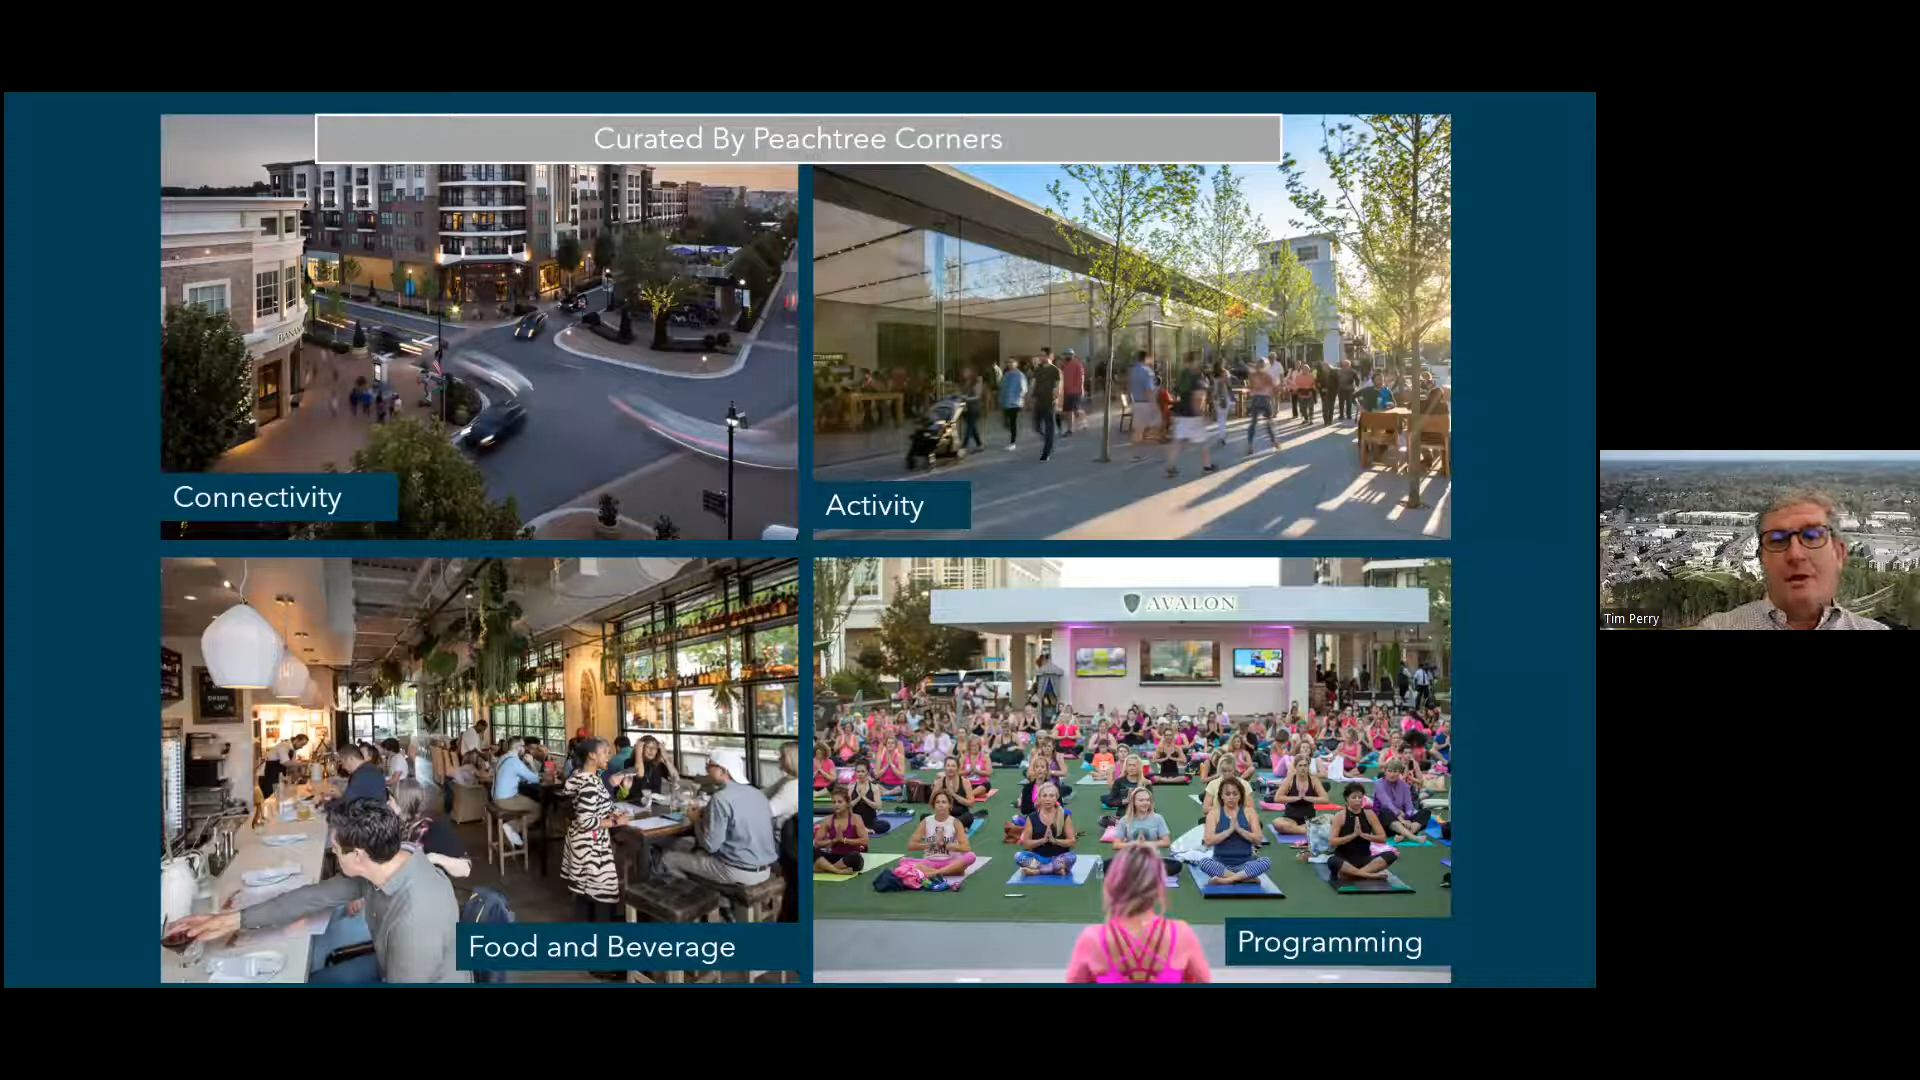 Curated By Peachtree Corners
Connectivity
Activity
Food and Beverage
AVALON
Programming
Tim Perry